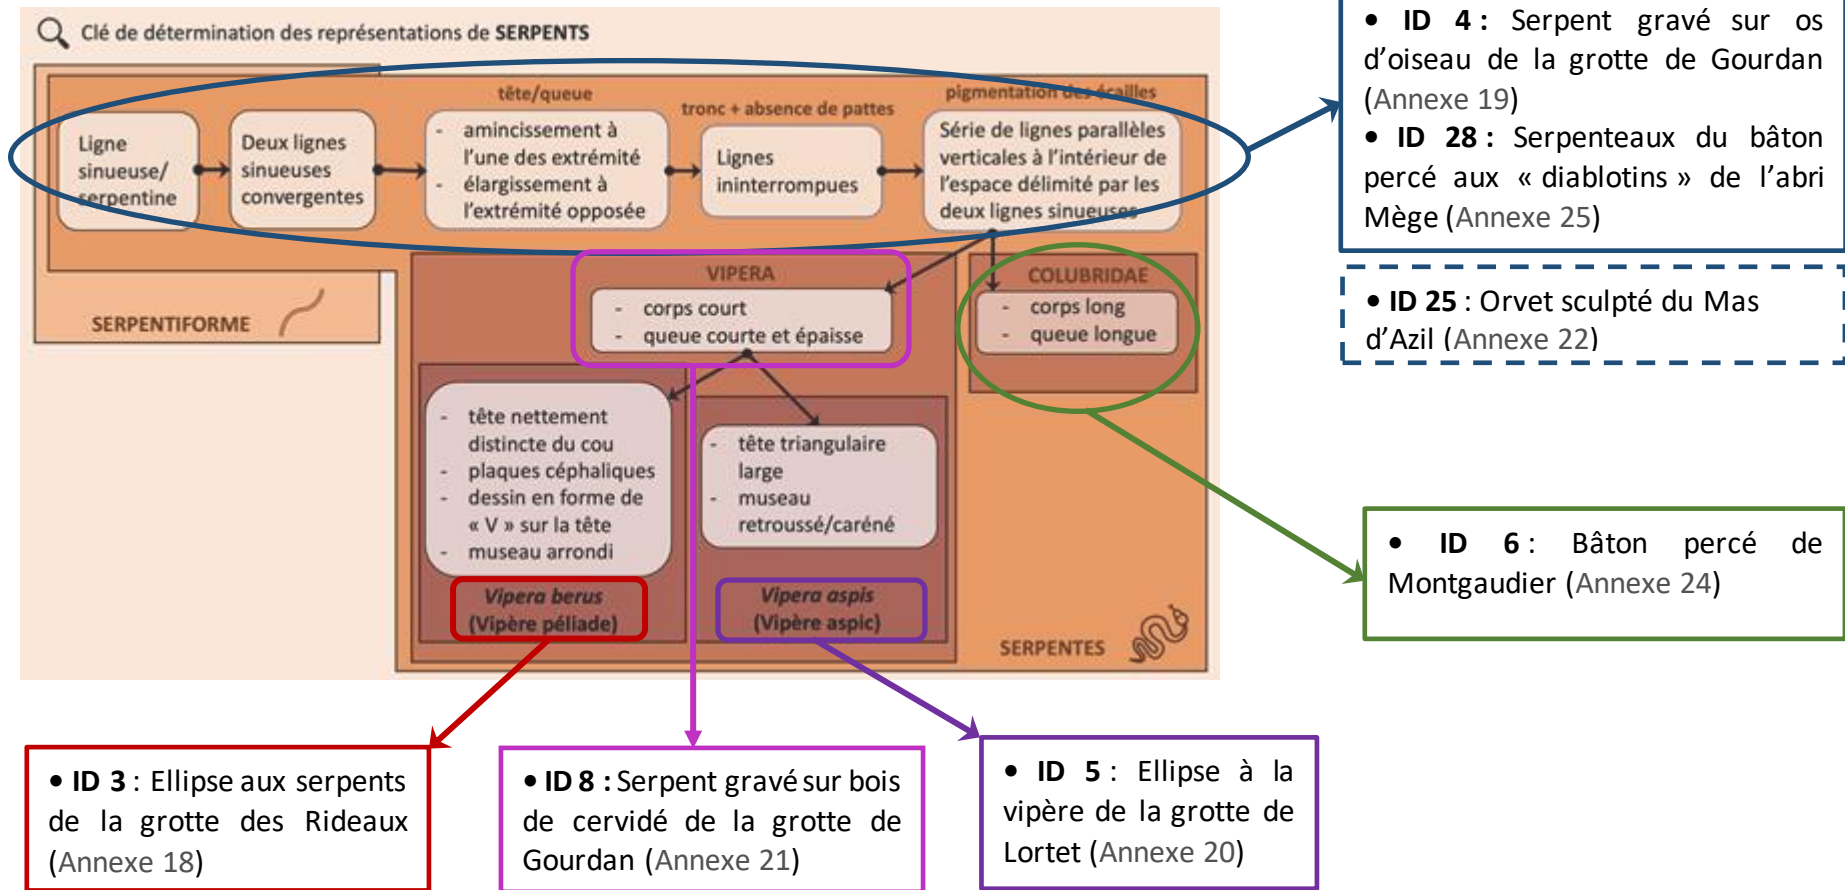 Clé de détermination des représentations de SERPENTS
Ligne
sinueuse/
serpentine
Deux lignes
sinueuses
convergentes
tête/queue
- amincissement à
l'une des extrémité
- élargissement à
l'extrémité opposée
tronc + absence de pattes
Lignes
ininterrompues
pigmentation des écailles
Série de lignes parallèles
verticales à l'intérieur de
l'espace délimité par les
deux lignes sinueuses
SERPENTIFORME
VIPERA
- corps court
- queue courte et épaisse
COLUBRIDAE
- corps long
- queue longue
- tête nettement
distincte du cou
- plaques céphaliques
- dessin en forme de
« V » sur la tête
- museau arrondi
Vipera berus
(Vipère péliade)
- tête triangulaire
large
- museau
retroussé/caréné
Vipera aspis
(Vipère aspic)
SERPENTES
• ID 4 : Serpent gravé sur os
d'oiseau de la grotte de Gourdan
(Annexe 19)
• ID 28 : Serpenteaux du bâton
percé aux « diablotins » de l'abri
Mège (Annexe 25)
• ID 25 : Orvet sculpté du Mas
d'Azil (Annexe 22)
• ID 6 : Bâton percé de
Montgaudier (Annexe 24)
• ID 3 : Ellipse aux serpents
de la grotte des Rideaux
(Annexe 18)
• ID 8 : Serpent gravé sur bois
de cervidé de la grotte de
Gourdan (Annexe 21)
• ID 5 : Ellipse à la
vipère de la grotte de
Lortet (Annexe 20)